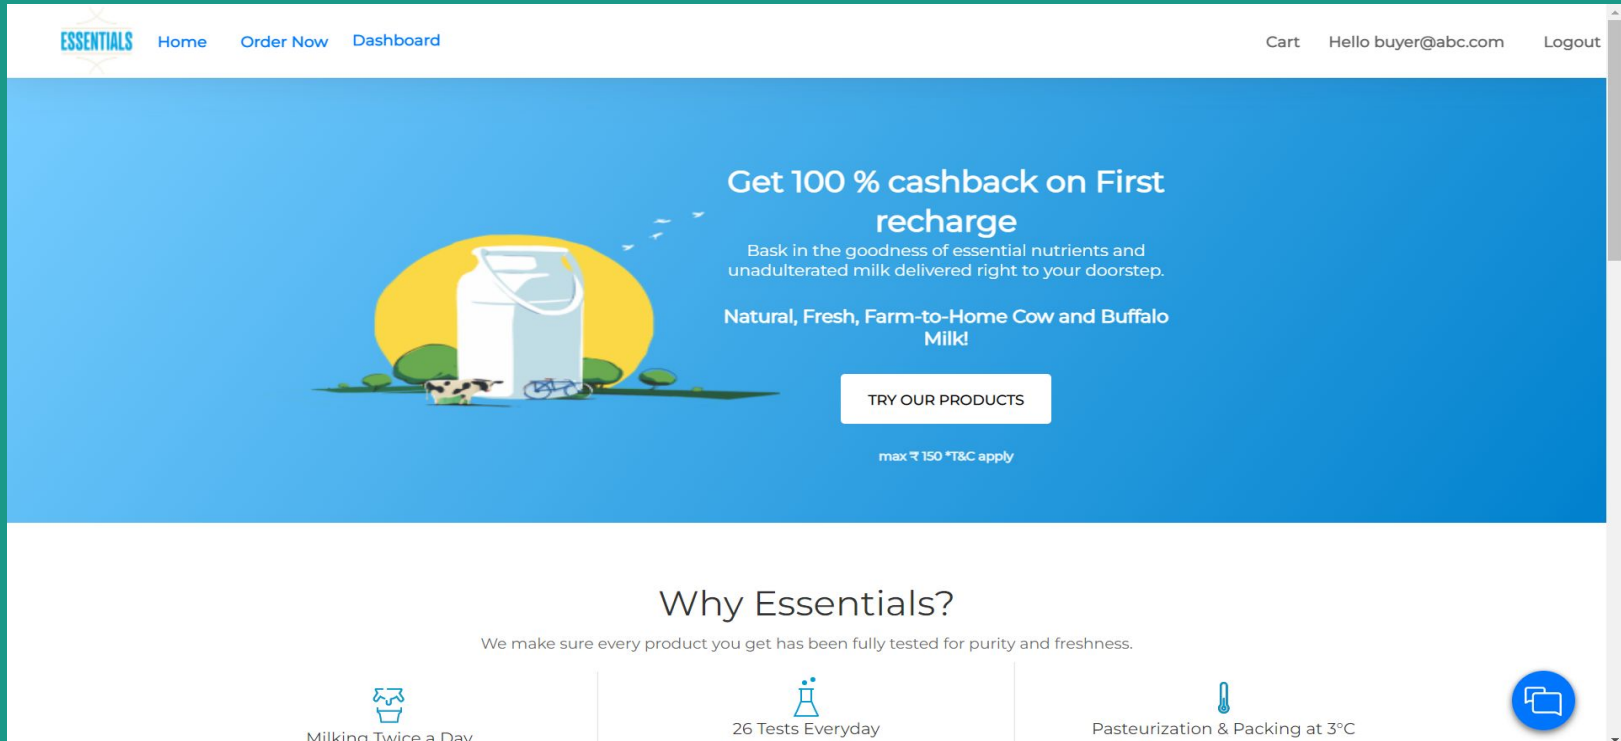 ESSENTIALS Home Order Now Dashboard Cart Hello buyer@abc.com Logout
Get 100 % cashback on First
recharge
Bask in the goodness of essential nutrients and
unadulterated milk delivered right to your doorstep.
Natural, Fresh, Farm-to-Home Cow and Buffalo
Milk!
TRY OUR PRODUCTS
max ₹ 150 *T&C apply
Why Essentials?
We make sure every product you get has been fully tested for purity and freshness.
Milking Twice a Day
26 Tests Everyday
Pasteurization & Packing at 3°C